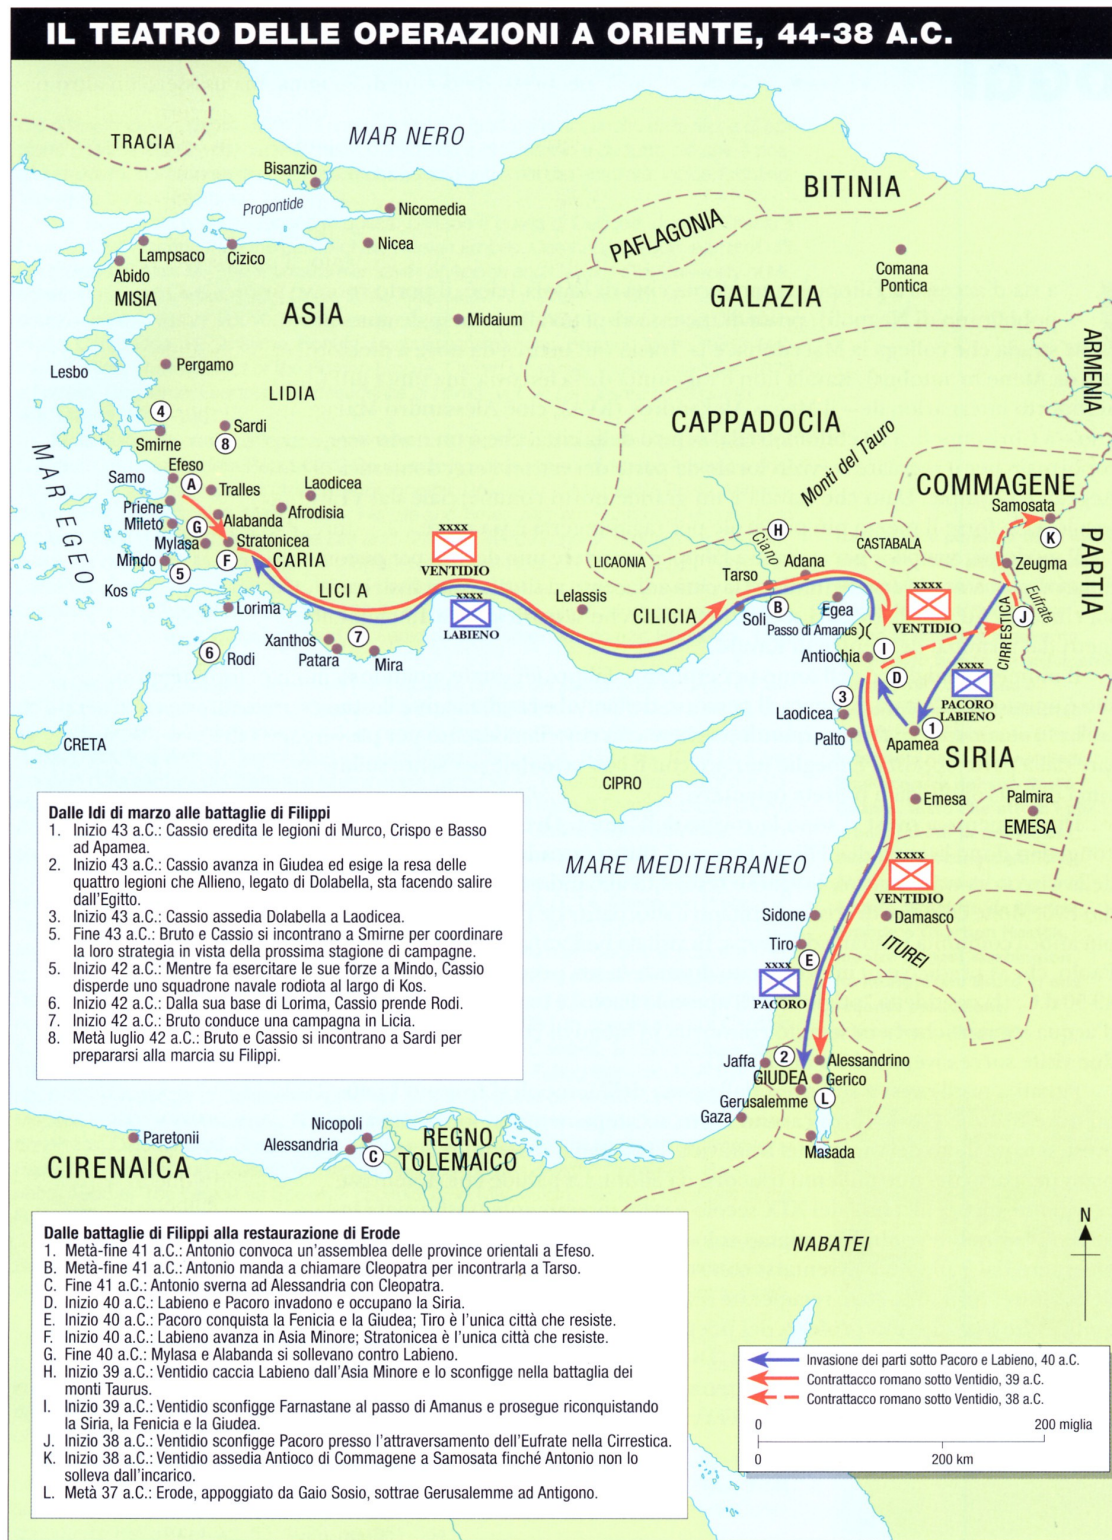 IL TEATRO DELLE OPERAZIONI A ORIENTE, 44-38 A.C.
TRACIA
MAR NERO
Bisanzio
Propontide
Nicomedia
BITINIA
PAFLAGONIA
Lampsaco
Cizico
Nicea
Abido
MISIA
Comana
Pontica
ASIA
Midaium
GALAZIA
ARMENIA
Lesbo
Pergamo
LIDIA
4
Sardi
8
Smirne
CAPPADOCIA
Monti del Tauro
MAR EGEO
Efeso
Samo
A
Tralles
Laodicea
Afrodisia
Priene
Mileto
Alabanda
G
Mylasa
Stratonicea
Mindo
F
CARIA
5
Kos
LICI A
xxxx
VENTIDIO
xxxx
LABIENO
COMMAGENE
Samosata
K
H
Ciano
CASTABALA
LICAONIA
Zeugma
PARTIA
Adana
Tarso
Eufrate
Lelassis
CILICIA
B
Soli
Egea
xxxx
VENTIDIO
J
CIRRESTICA
Passo di Amanus
I
Antiochia
D
Lorima
Xanthos
7
Patara
Mira
6
Rodi
xxxx
PACORO
LABIENO
3
Laodicea
1
Palto
Apamea
SIRIA
CRETA
CIPRO
Emesa
Palmira
EMESA
MARE MEDITERRANEO
xxxx
VENTIDIO
Sidone
Damasco
Tiro
E
ITUREI
xxxx
PACORO
Jaffa
2
Alessandrino
GIUDEA
Gerico
Gerusalemme
L
Gaza
Masada
Dalle Idi di marzo alle battaglie di Filippi
1. Inizio 43 a.C.: Cassio eredita le legioni di Murco, Crispo e Basso
ad Apamea.
2. Inizio 43 a.C.: Cassio avanza in Giudea ed esige la resa delle
quattro legioni che Allieno, legato di Dolabella, sta facendo salire
dall'Egitto.
3. Inizio 43 a.C.: Cassio assedia Dolabella a Laodicea.
5. Fine 43 a.C.: Bruto e Cassio si incontrano a Smirne per coordinare
la loro strategia in vista della prossima stagione di campagne.
5. Inizio 42 a.C.: Mentre fa esercitare le sue forze a Mindo, Cassio
disperde uno squadrone navale rodiota al largo di Kos.
6. Inizio 42 a.C.: Dalla sua base di Lorima, Cassio prende Rodi.
7. Inizio 42 a.C.: Bruto conduce una campagna in Licia.
8. Metà luglio 42 a.C.: Bruto e Cassio si incontrano a Sardi per
prepararsi alla marcia su Filippi.
Paretonii
Nicopoli
Alessandria
C
REGNO
TOLEMAICO
CIRENAICA
NABATEI
N
Dalle battaglie di Filippi alla restaurazione di Erode
1. Metà-fine 41 a.C.: Antonio convoca un'assemblea delle province orientali a Efeso.
B. Metà-fine 41 a.C.: Antonio manda a chiamare Cleopatra per incontrarla a Tarso.
C. Fine 41 a.C.: Antonio sverna ad Alessandria con Cleopatra.
D. Inizio 40 a.C.: Labieno e Pacoro invadono e occupano la Siria.
E. Inizio 40 a.C.: Pacoro conquista la Fenicia e la Giudea; Tiro è l'unica città che resiste.
F. Inizio 40 a.C.: Labieno avanza in Asia Minore; Stratonicea è l'unica città che resiste.
G. Fine 40 a.C.: Mylasa e Alabanda si sollevano contro Labieno.
H. Inizio 39 a.C.: Ventidio caccia Labieno dall'Asia Minore e lo sconfigge nella battaglia dei
monti Taurus.
I. Inizio 39 a.C.: Ventidio sconfigge Farnastane al passo di Amanus e prosegue riconquistando
la Siria, la Fenicia e la Giudea.
J. Inizio 38 a.C.: Ventidio sconfigge Pacoro presso l'attraversamento dell'Eufrate nella Cirrestica.
K. Inizio 38 a.C.: Ventidio assedia Antioco di Commagene a Samosata finché Antonio non lo
solleva dall'incarico.
L. Metà 37 a.C.: Erode, appoggiato da Gaio Sosio, sottrae Gerusalemme ad Antigono.
Invasione dei parti sotto Pacoro e Labieno, 40 a.C.
Contrattacco romano sotto Ventidio, 39 a.C.
Contrattacco romano sotto Ventidio, 38 a.C.
0
200 miglia
0
200 km